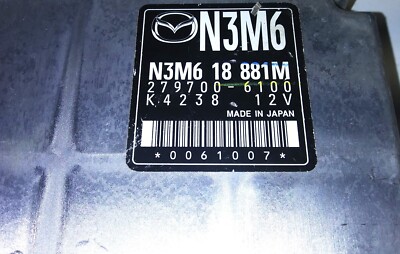 N3M6
N3M6 18 881M
279700-6100
K4238 12V
MADE IN JAPAN
*0061007*